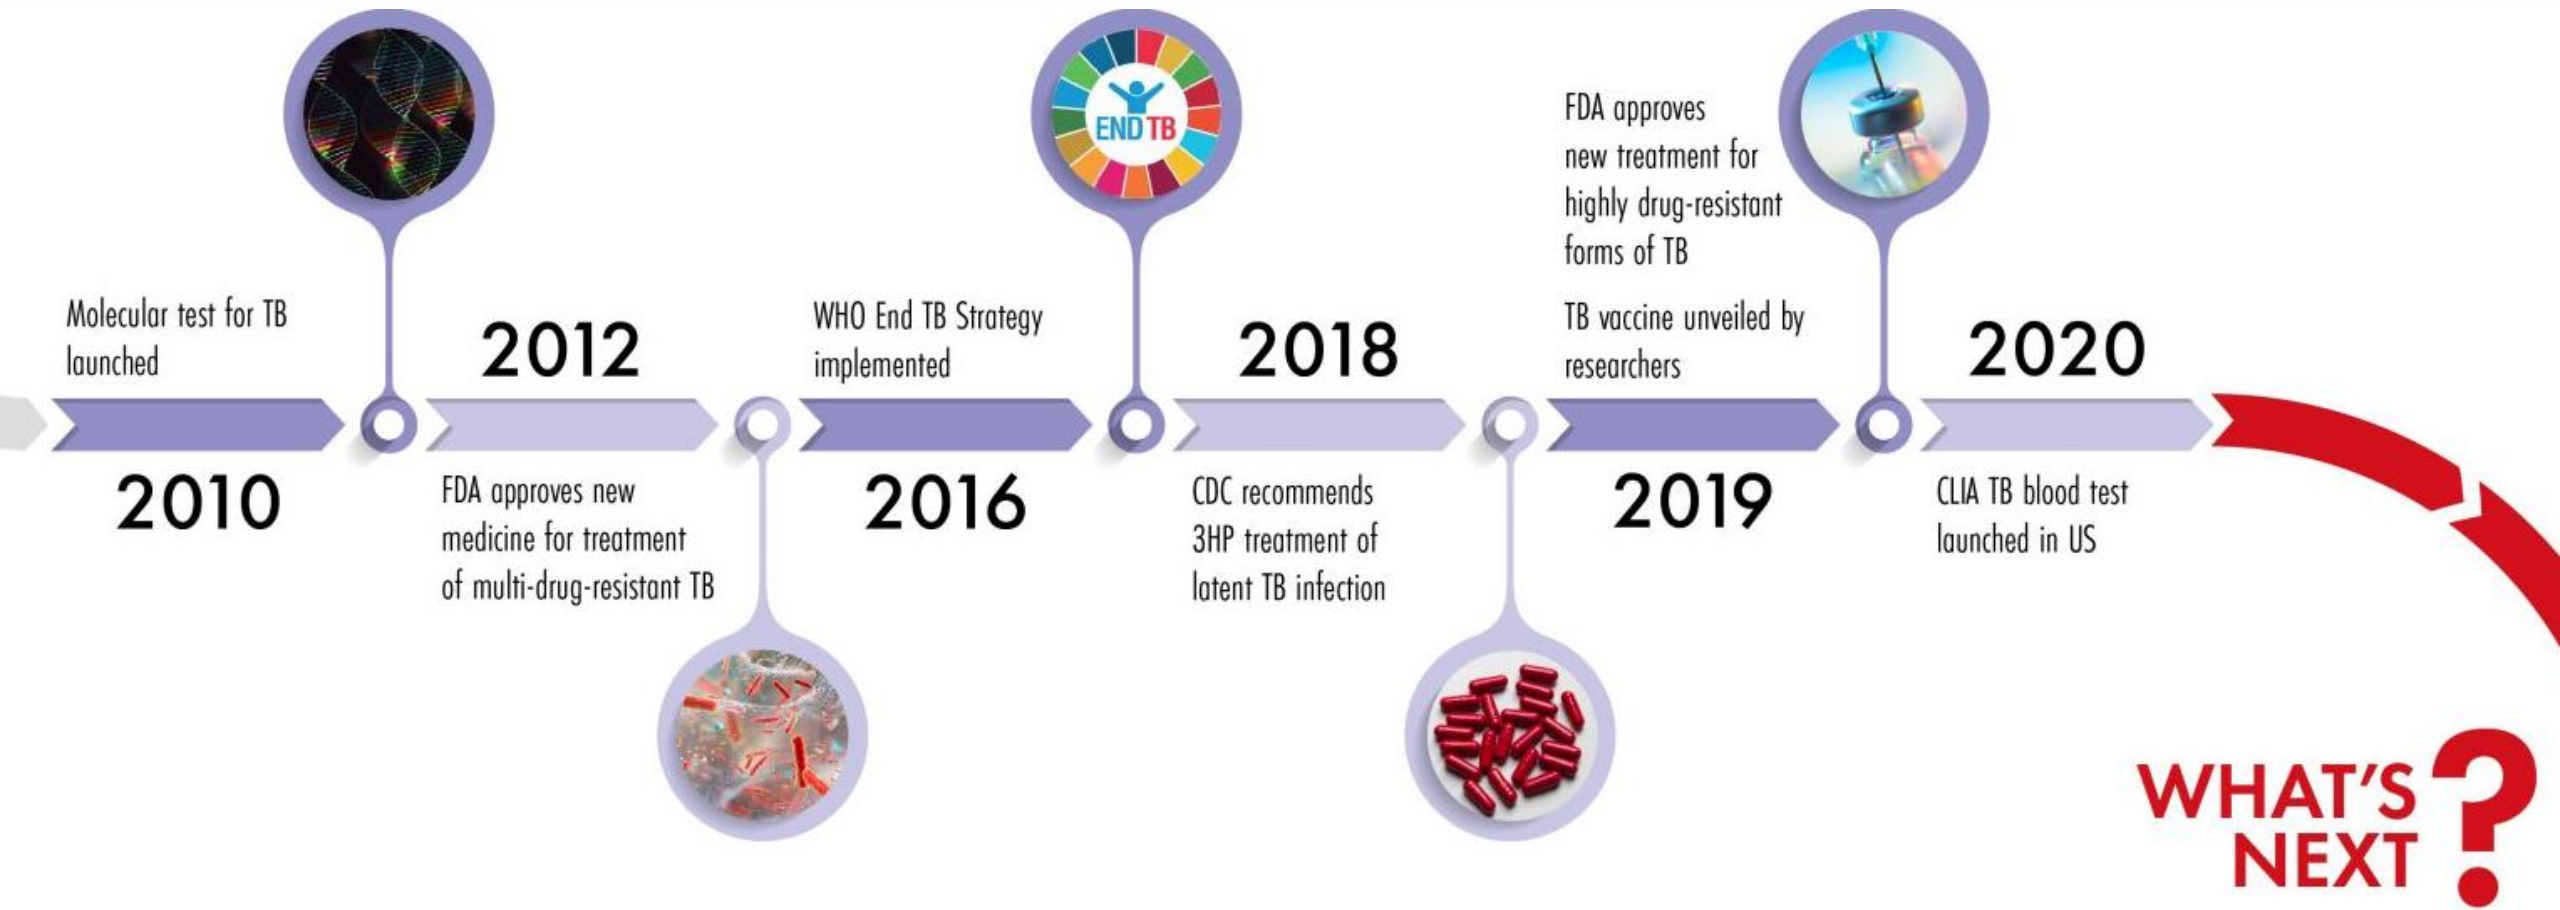 Molecular test for TB
launched
2010
2012
FDA approves new
medicine for treatment
of multi-drug-resistant TB
WHO End TB Strategy
implemented
2016
END TB
2018
CDC recommends
3HP treatment of
latent TB infection
FDA approves
new treatment for
highly drug-resistant
forms of TB
TB vaccine unveiled by
researchers
2019
2020
CLIA TB blood test
launched in US
WHAT'S
NEXT ?